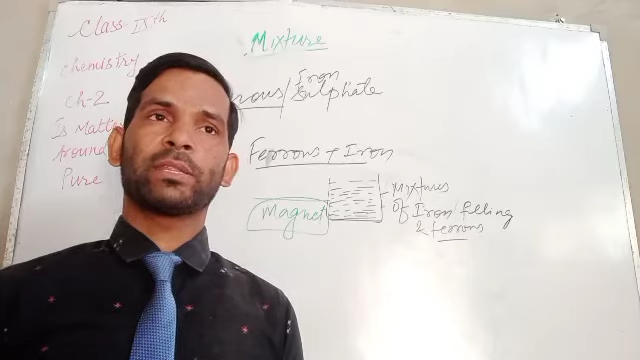 Class-IXth
Chemistry
Ch-2
Is Matter
Around
Pure
Mixture
Iron
Sulphate
Ferrous + Iron
Magnet
Mixtures
of Iron filling
& ferrous